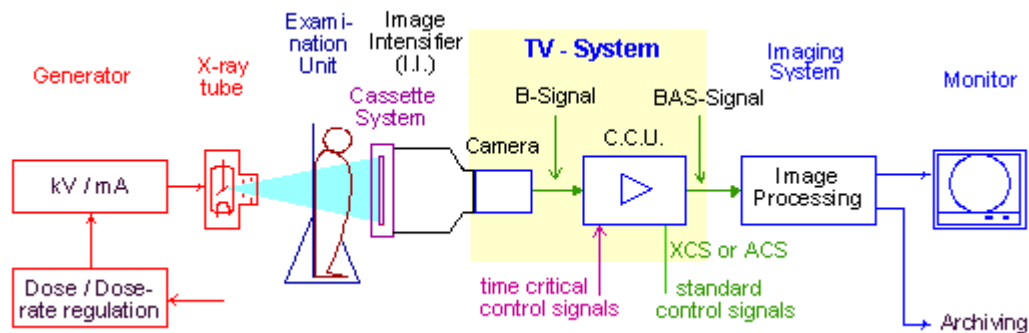 Generator
X-ray
tube
Exami-
nation
Unit
Image
Intensifier
(I.I.)
Cassette
System
TV - System
B-Signal
BAS-Signal
Imaging
System
Monitor
Camera
C.C.U.
kV / mA
Image
Processing
XCS or ACS
Dose / Dose-
rate regulation
time critical
control signals
standard
control signals
Archiving